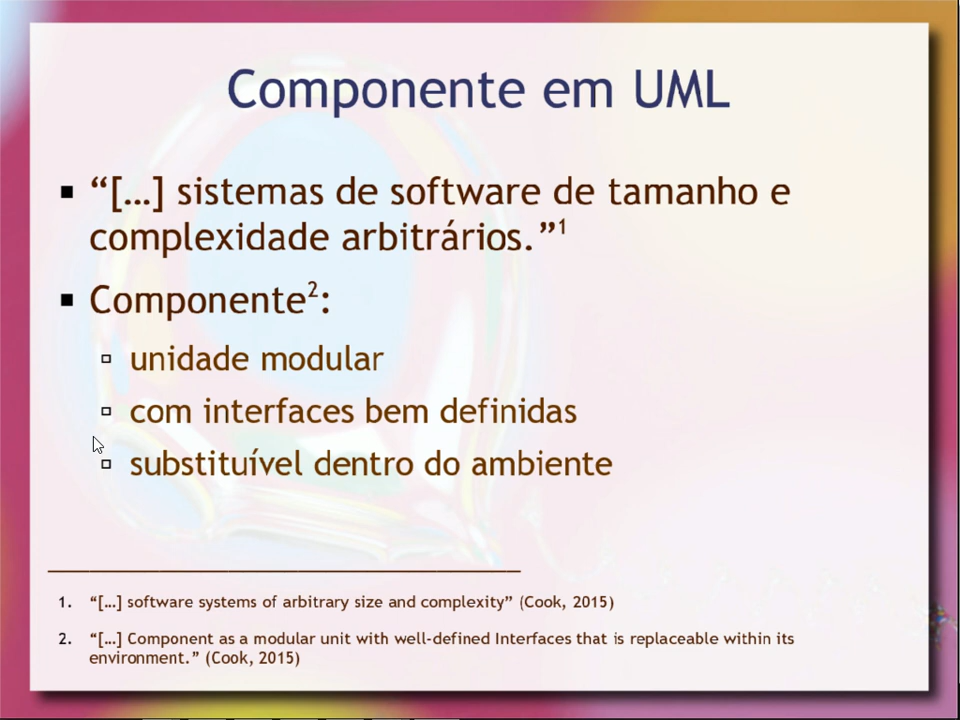 Componente em UML
“[…] sistemas de software de tamanho e
complexidade arbitrários.”1
Componente2:
unidade modular
com interfaces bem definidas
substituível dentro do ambiente
1. “[…] software systems of arbitrary size and complexity” (Cook, 2015)
2. “[…] Component as a modular unit with well-defined Interfaces that is replaceable within its
environment.” (Cook, 2015)